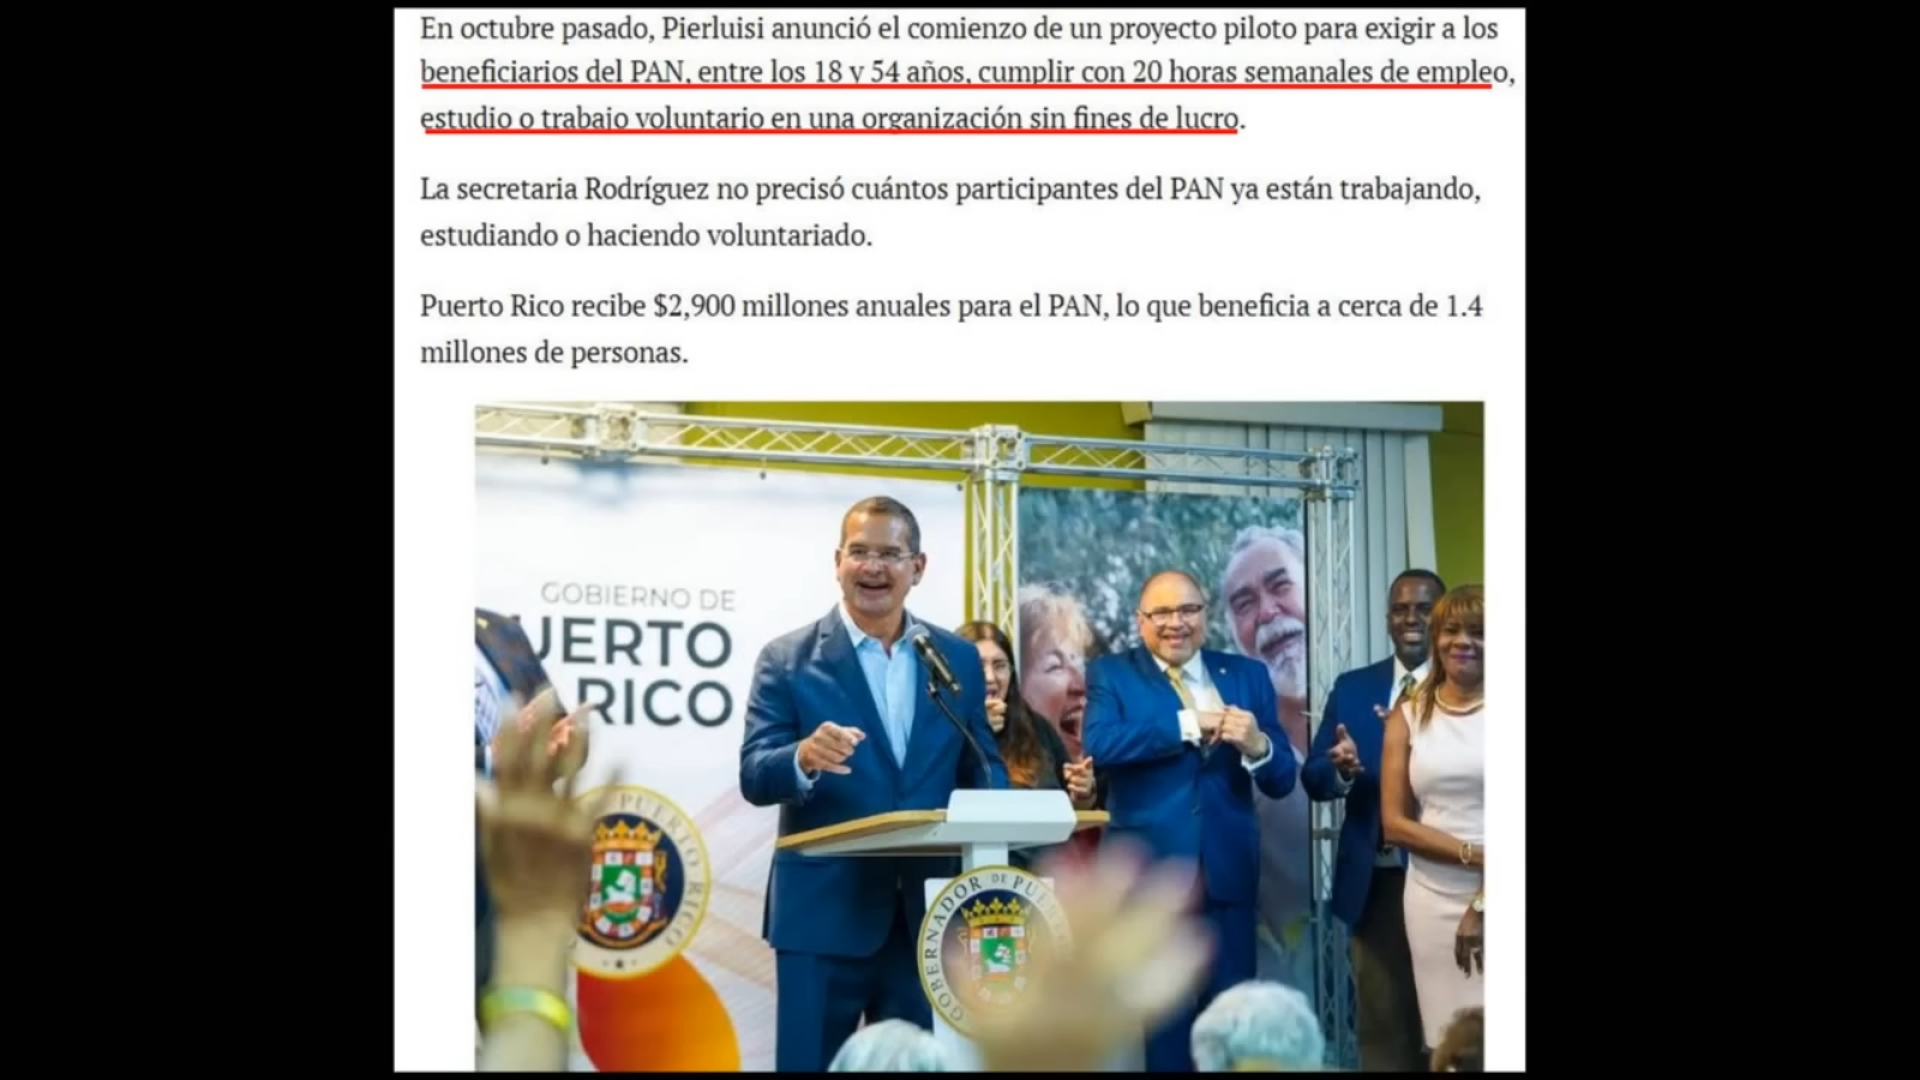 En octubre pasado, Pierluisi anunció el comienzo de un proyecto piloto para exigir a los
beneficiarios del PAN, entre los 18 y 54 años, cumplir con 20 horas semanales de empleo,
estudio o trabajo voluntario en una organización sin fines de lucro.
La secretaria Rodríguez no precisó cuántos participantes del PAN ya están trabajando,
estudiando o haciendo voluntariado.
Puerto Rico recibe $2,900 millones anuales para el PAN, lo que beneficia a cerca de 1.4
millones de personas.
GOBIERNO DE
UERTO
RICO
PUERTO RICO
GOBERNADOR DE PU